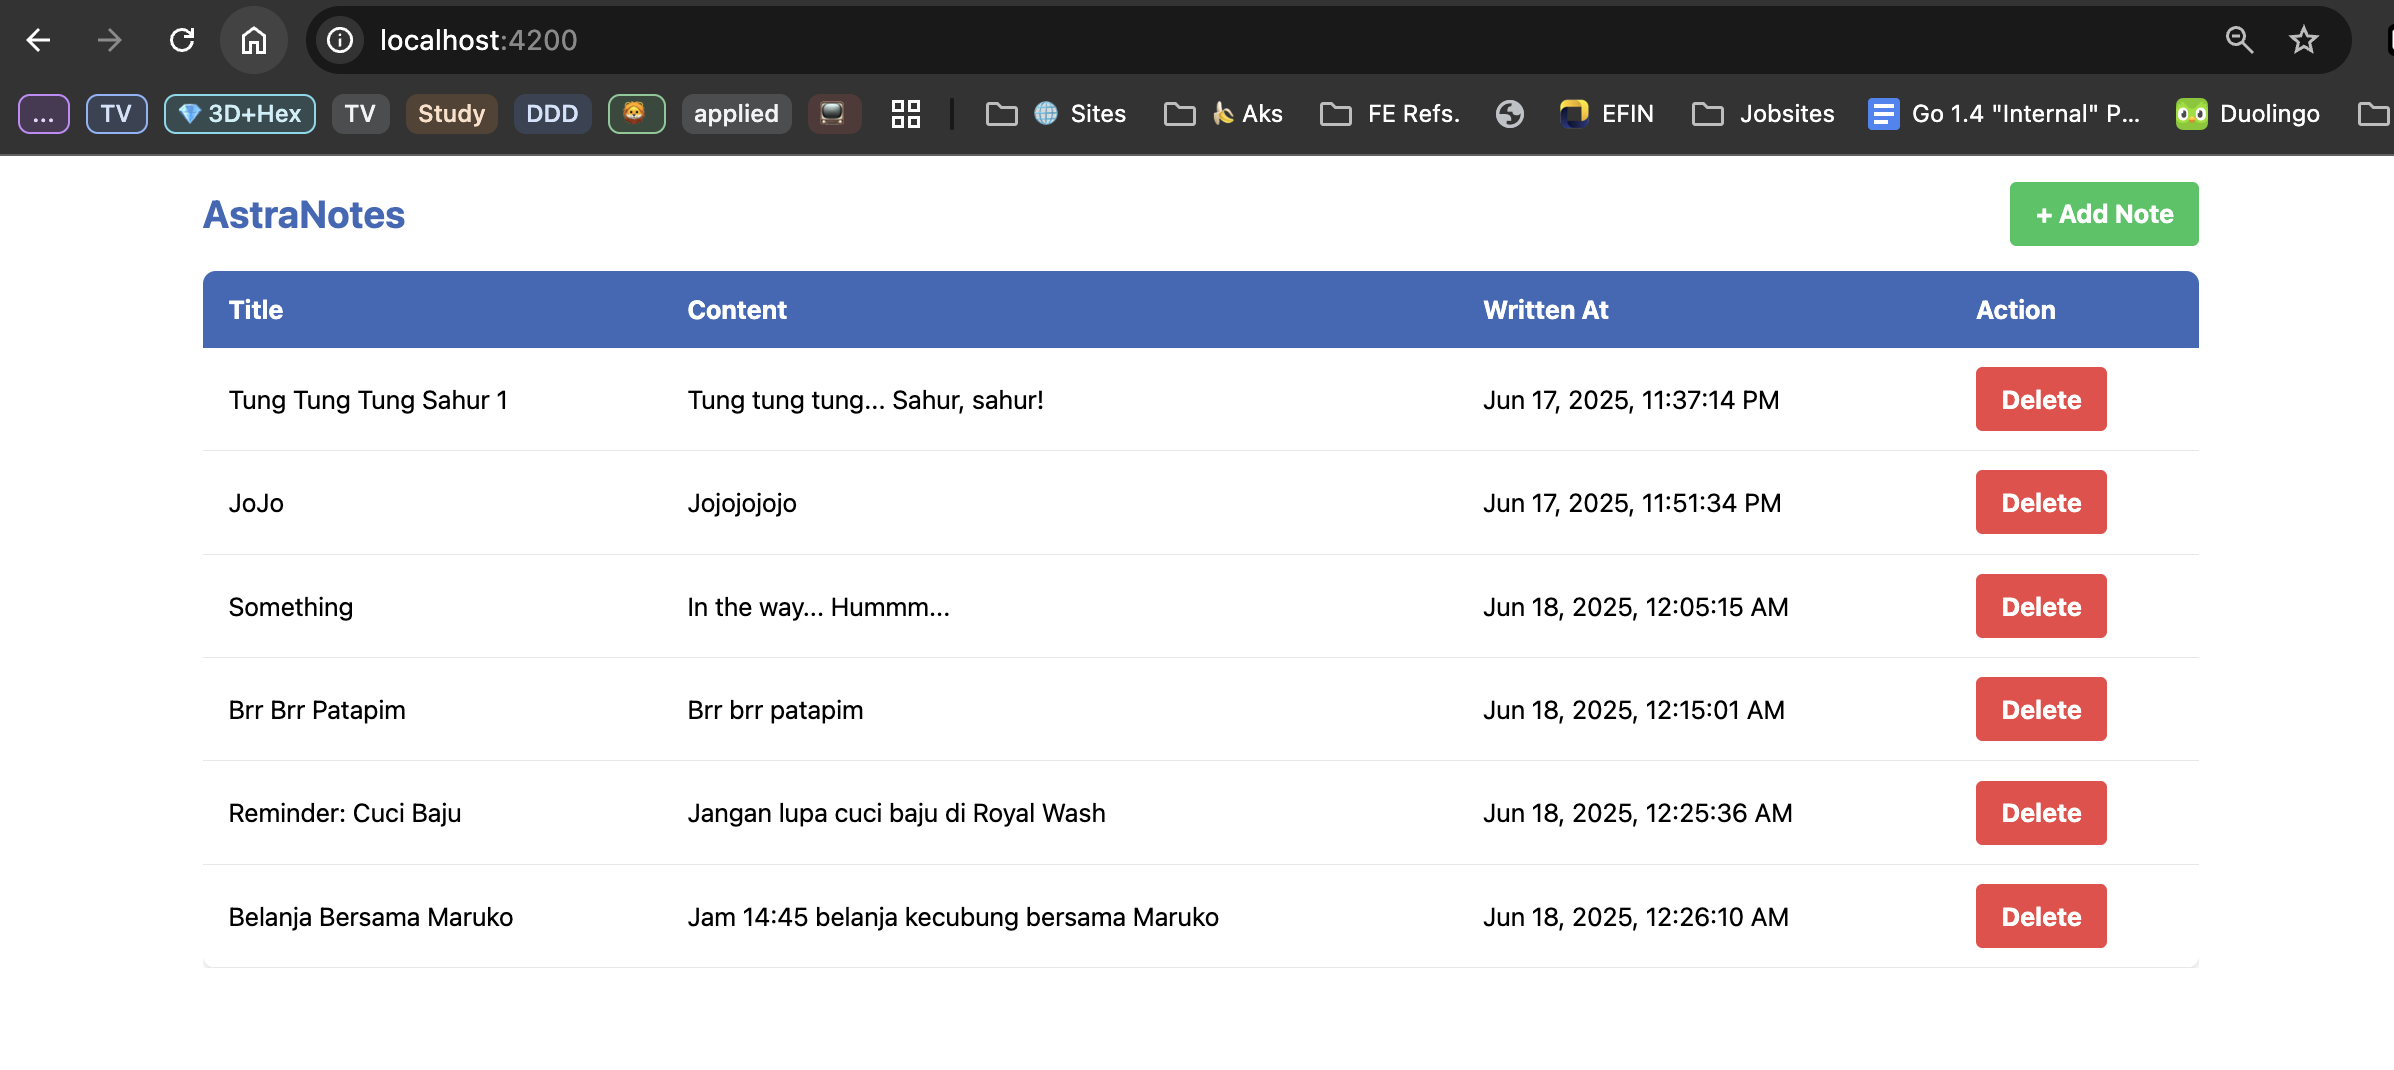 localhost:4200
... TV 3D+Hex TV Study DDD applied Sites Aks FE Refs. EFIN Jobsites Go 1.4 "Internal" P... Duolingo
AstraNotes + Add Note
Title Content Written At Action
Tung Tung Tung Sahur 1 Tung tung tung... Sahur, sahur! Jun 17, 2025, 11:37:14 PM Delete
JoJo Jojojojojo Jun 17, 2025, 11:51:34 PM Delete
Something In the way... Hummm... Jun 18, 2025, 12:05:15 AM Delete
Brr Brr Patapim Brr brr patapim Jun 18, 2025, 12:15:01 AM Delete
Reminder: Cuci Baju Jangan lupa cuci baju di Royal Wash Jun 18, 2025, 12:25:36 AM Delete
Belanja Bersama Maruko Jam 14:45 belanja kecubung bersama Maruko Jun 18, 2025, 12:26:10 AM Delete